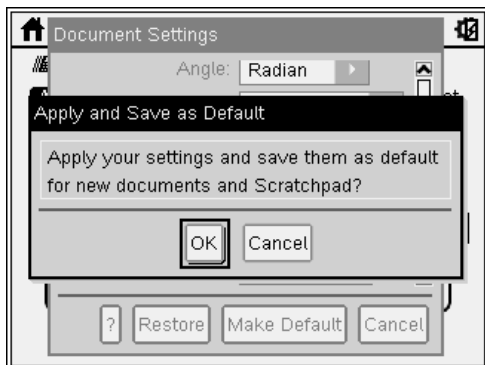 Document Settings
Angle: Radian
Apply and Save as Default
Apply your settings and save them as default
for new documents and Scratchpad?
OK Cancel
? Restore Make Default Cancel